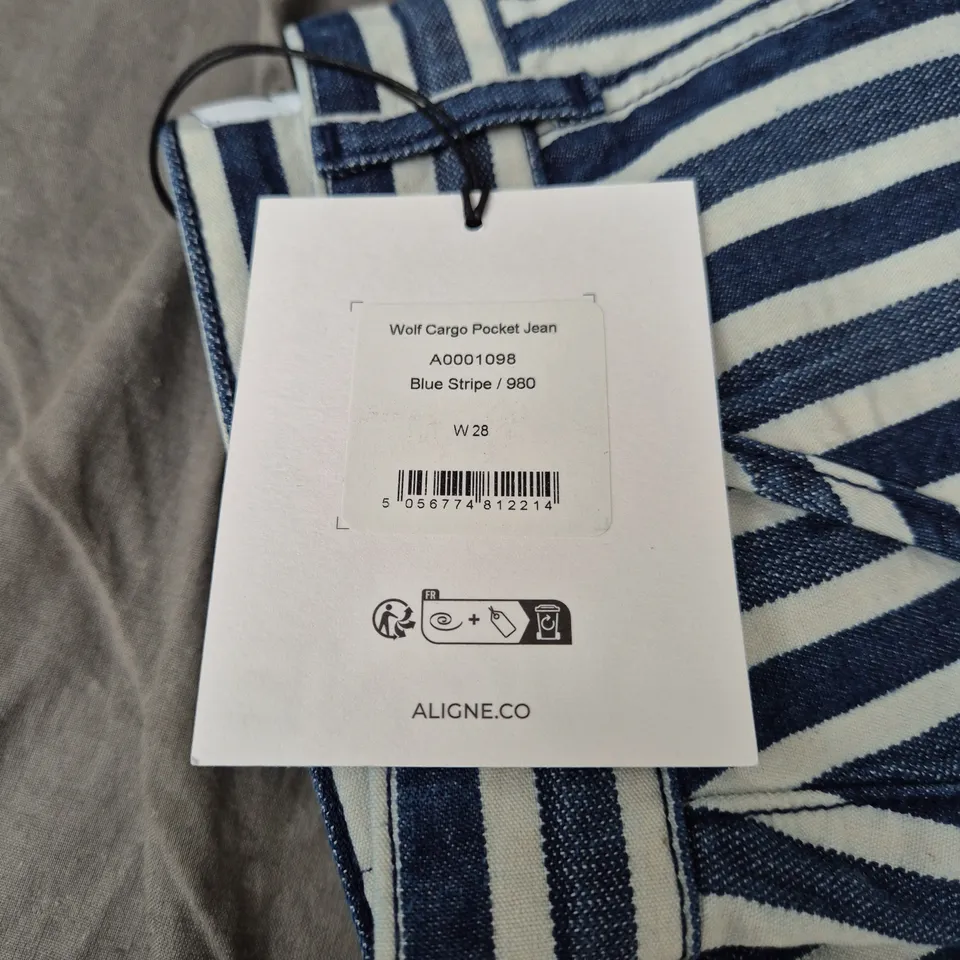 Wolf Cargo Pocket Jean
A0001098
Blue Stripe / 980
W 28
5 056774 812214
FR
+
ALIGNE.CO